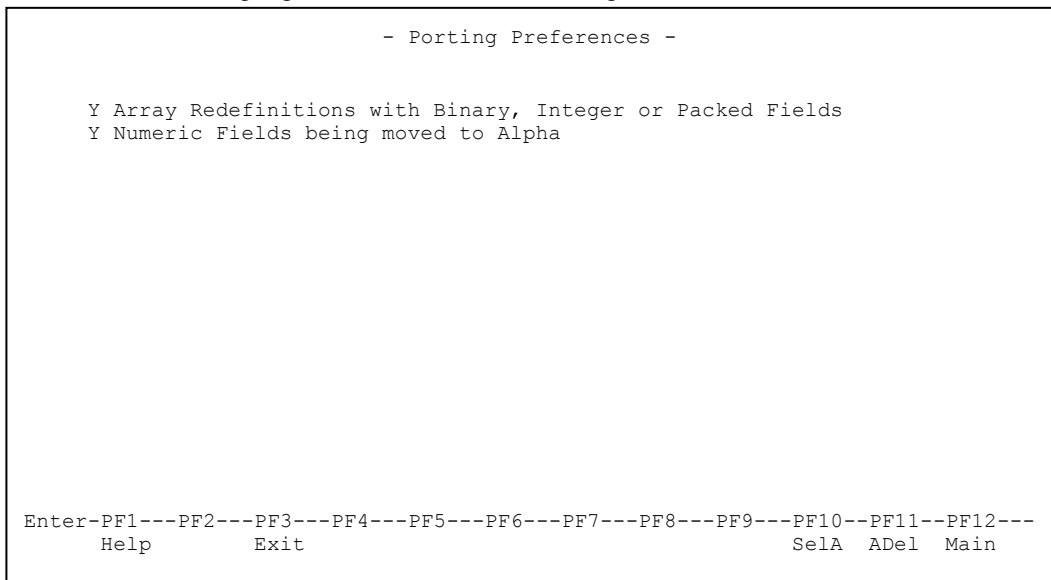 - Porting Preferences -
Y Array Redefinitions with Binary, Integer or Packed Fields
Y Numeric Fields being moved to Alpha
Enter-PF1---PF2---PF3---PF4---PF5---PF6---PF7---PF8---PF9---PF10--PF11--PF12---
Help Exit SelA ADel Main